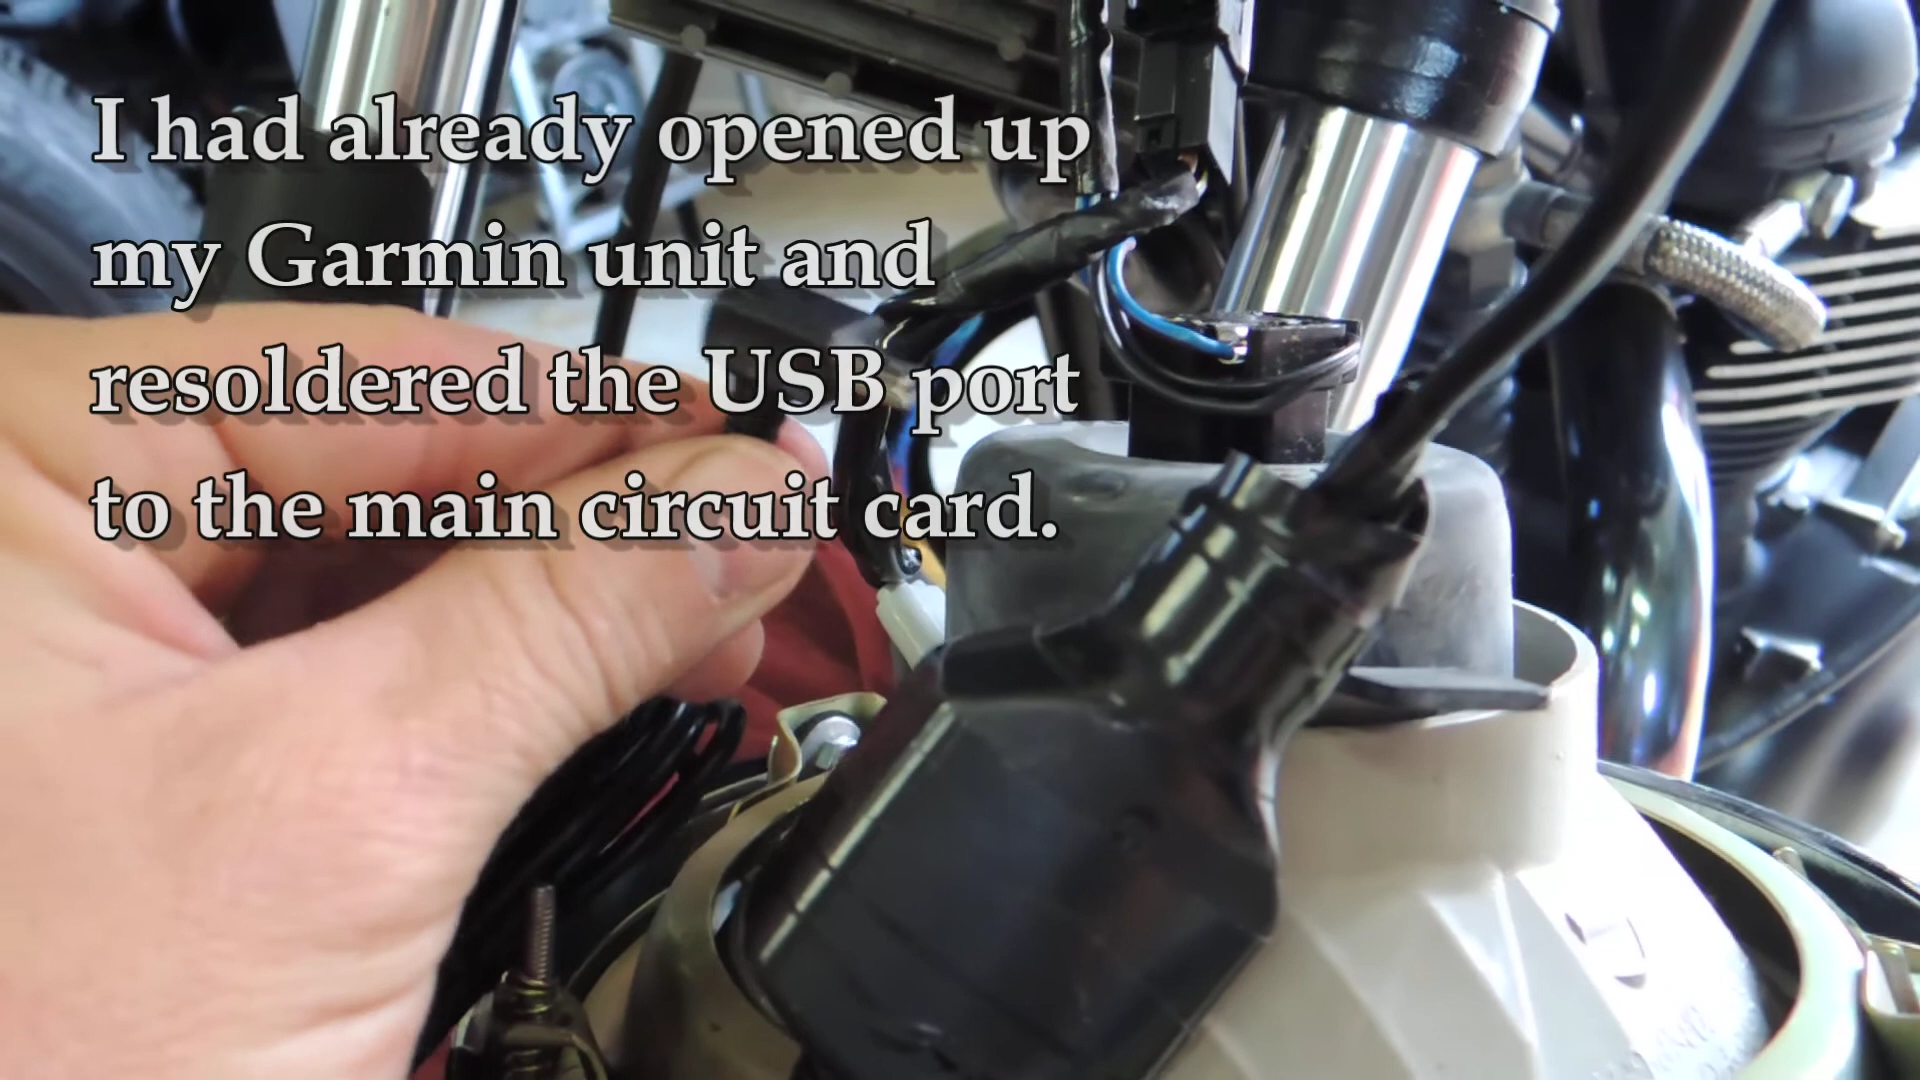 I had already opened up
my Garmin unit and
resoldered the USB port
to the main circuit card.